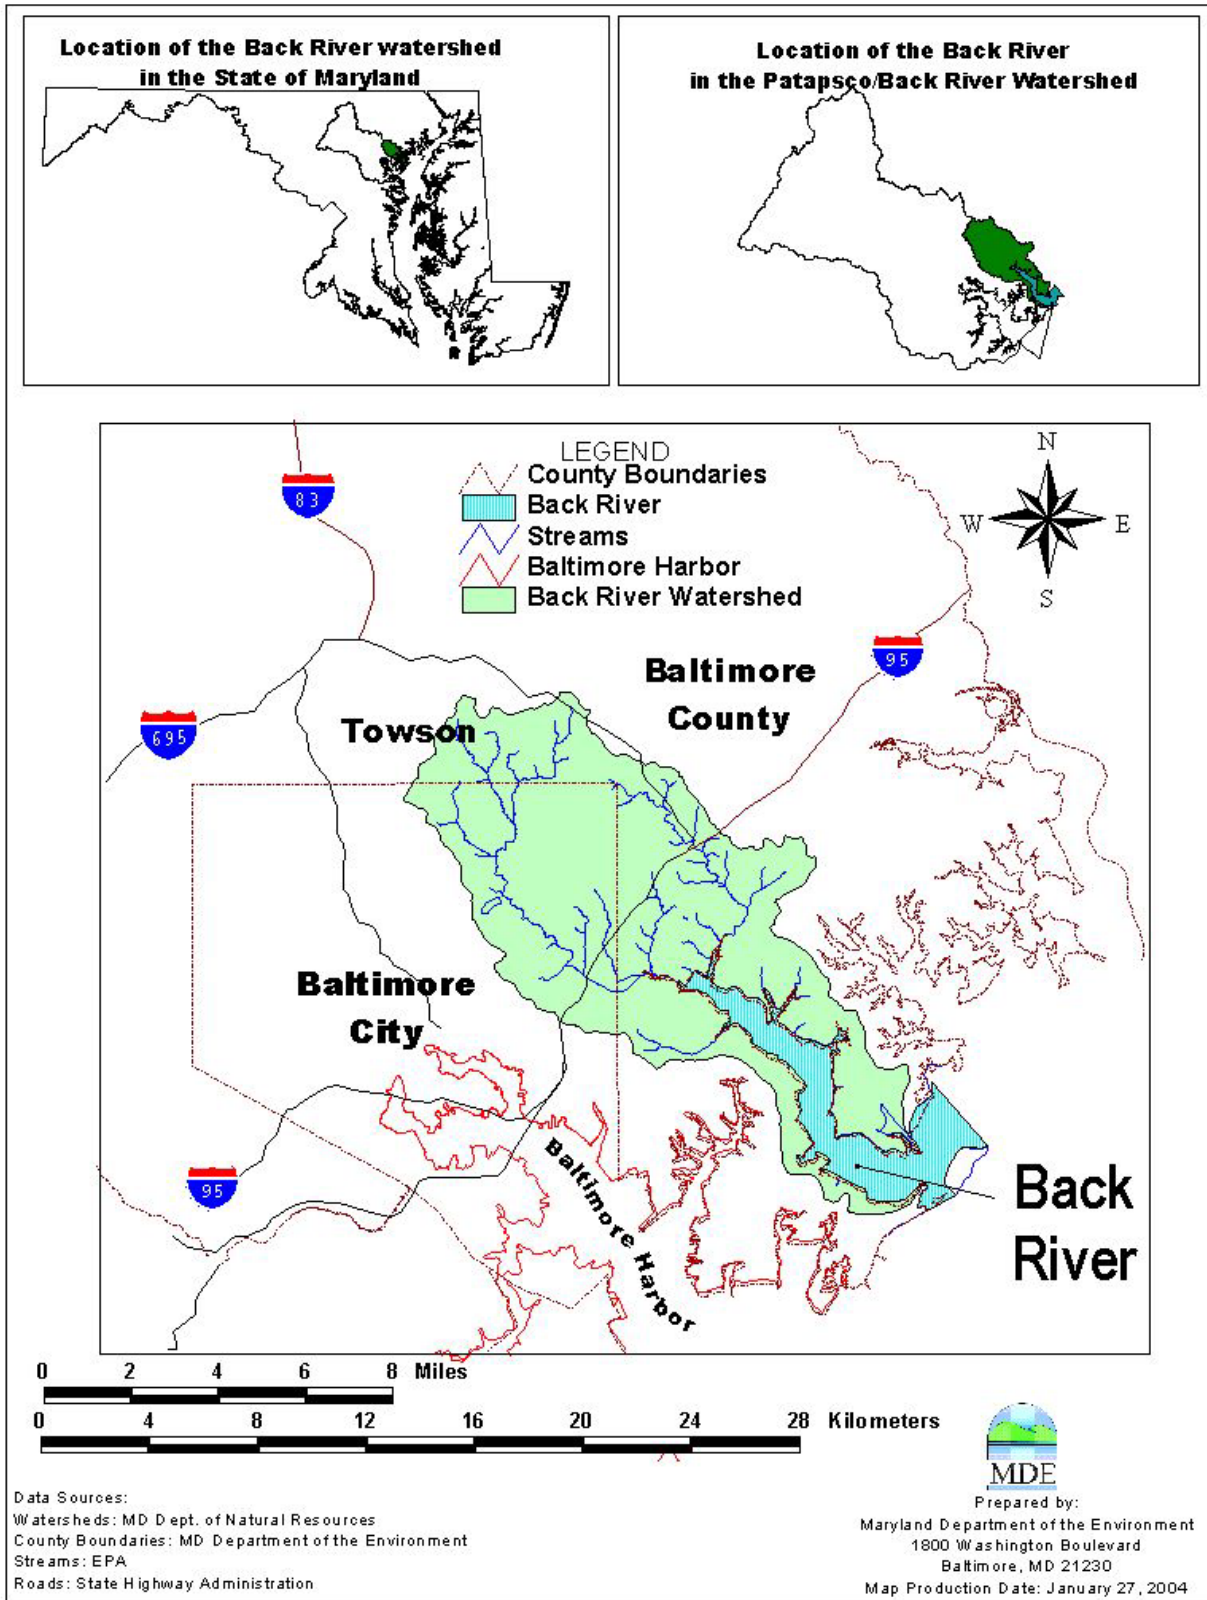 Location of the Back River watershed
in the State of Maryland
Location of the Back River
in the Patapsco/Back River Watershed
LEGEND
County Boundaries
Back River
Streams
Baltimore Harbor
Back River Watershed
N
W
E
S
83
95
695
Baltimore
County
Towson
Baltimore
City
95
Baltimore Harbor
Back
River
0 2 4 6 8 Miles
0 4 8 12 16 20 24 28 Kilometers
MDE
Data Sources:
Watersheds: MD Dept. of Natural Resources
County Boundaries: MD Department of the Environment
Streams: EPA
Roads: State Highway Administration
Prepared by:
Maryland Department of the Environment
1800 Washington Boulevard
Baltimore, MD 21230
Map Production Date: January 27, 2004